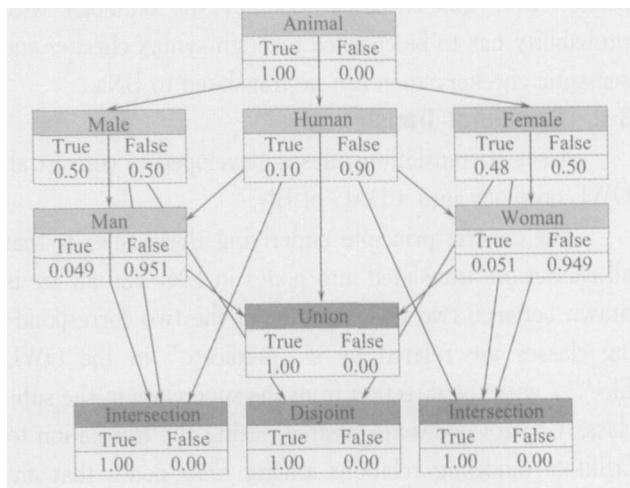 Animal
True False
1.00 0.00
Male Human Female
True False True False True False
0.50 0.50 0.10 0.90 0.48 0.50
Man Woman
True False True False
0.049 0.951 0.051 0.949
Union
True False
1.00 0.00
Intersection Disjoint Intersection
True False True False True False
1.00 0.00 1.00 0.00 1.00 0.00